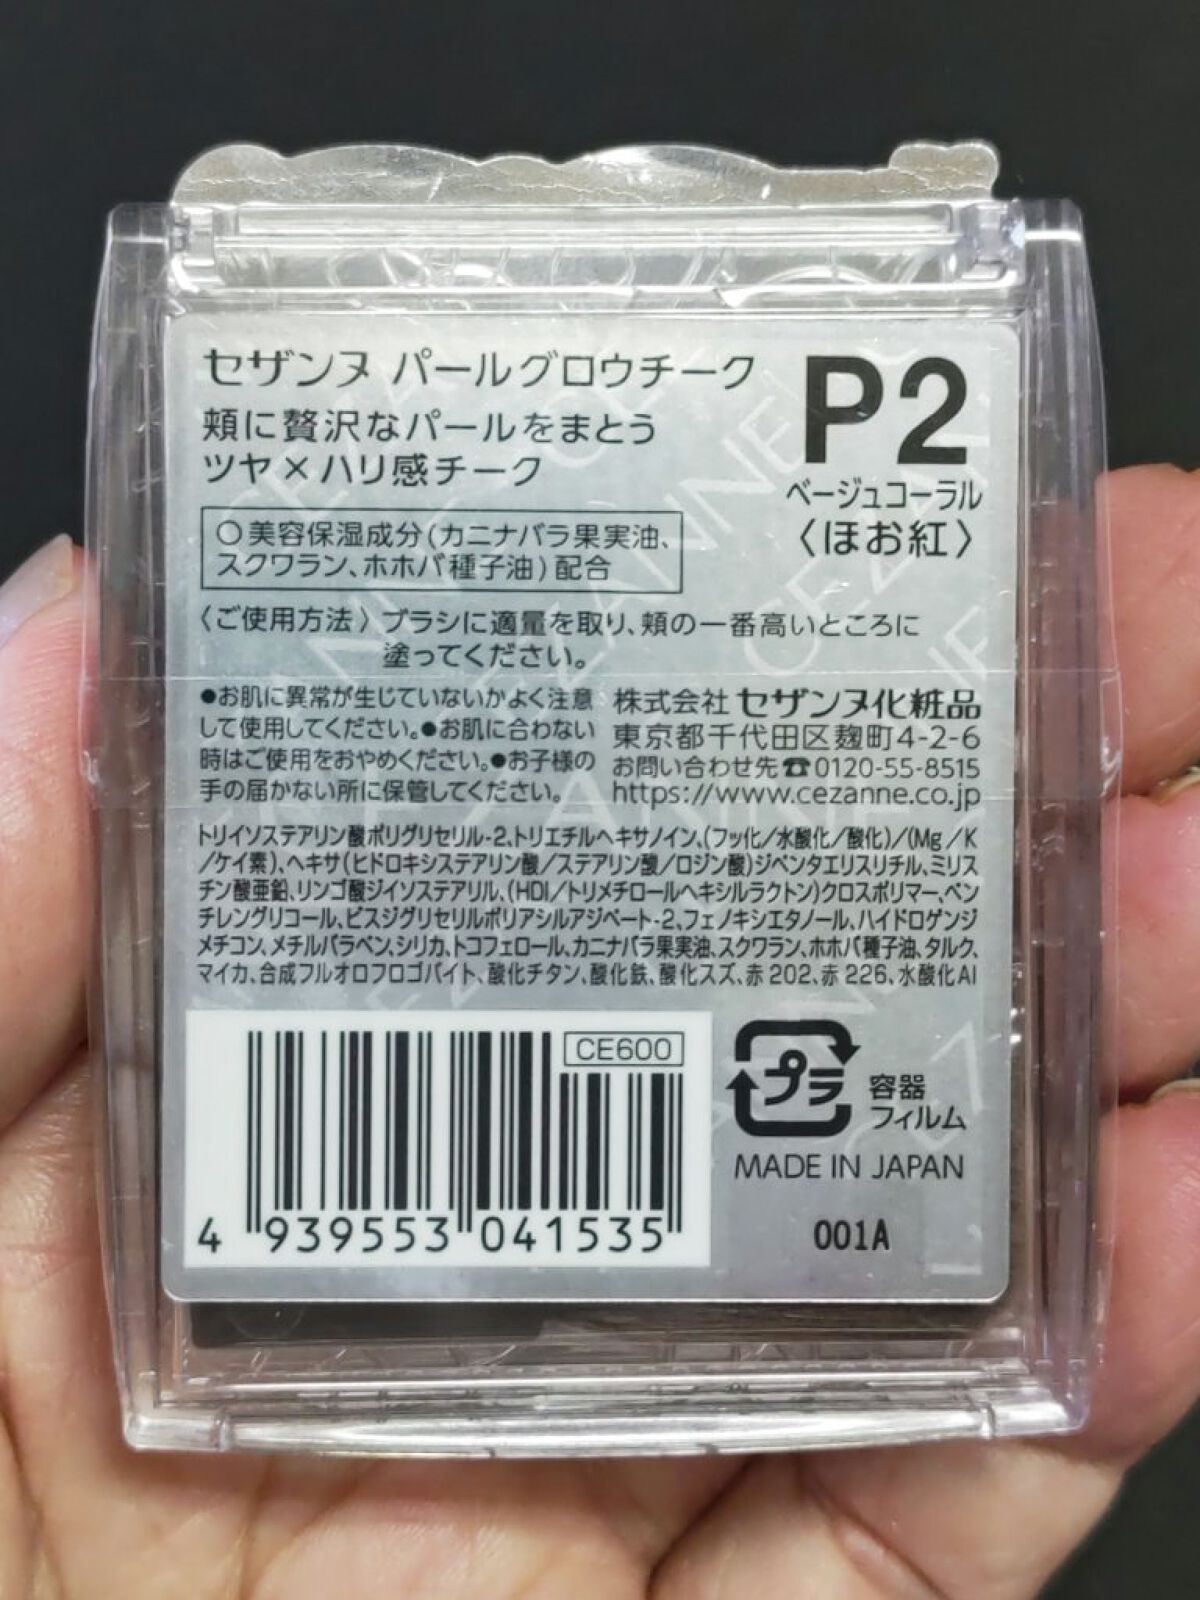 セザンヌ パールグロウチーク
頬に贅沢なパールをまとう
ツヤ×ハリ感チーク
P2
ベージュコーラル
〈ほお紅〉
○美容保湿成分(カニナバラ果実油、
スクワラン、ホホバ種子油)配合
〈ご使用方法〉ブラシに適量を取り、頬の一番高いところに
塗ってください。
●お肌に異常が生じていないかよく注意
して使用してください。●お肌に合わない
時はご使用をおやめください。●お子様の
手の届かない所に保管してください。
株式会社 セザンヌ化粧品
東京都千代田区麹町4-2-6
お問い合わせ先☎0120-55-8515
https://www.cezanne.co.jp
トリイソステアリン酸ポリグリセリル-2、トリエチルヘキサノイン、(フッ化/水酸化/酸化)/(Mg/K
/ケイ素)、ヘキサ(ヒドロキシステアリン酸/ステアリン酸/ロジン酸)ジペンタエリスリチル、ミリス
チン酸亜鉛、リンゴ酸ジイソステアリル、(HDI/トリメチロールヘキシルラクトン)クロスポリマー、ペン
チレングリコール、ビスジグリセリルポリアシルアジペート-2、フェノキシエタノール、ハイドロゲンジ
メチコン、メチルパラベン、シリカ、トコフェロール、カニナバラ果実油、スクワラン、ホホバ種子油、タルク、
マイカ、合成フルオロフロゴパイト、酸化チタン、酸化鉄、酸化スズ、赤202、赤226、水酸化Al
CE600
4 939553 041535
プラ
容器
フィルム
MADE IN JAPAN
001A